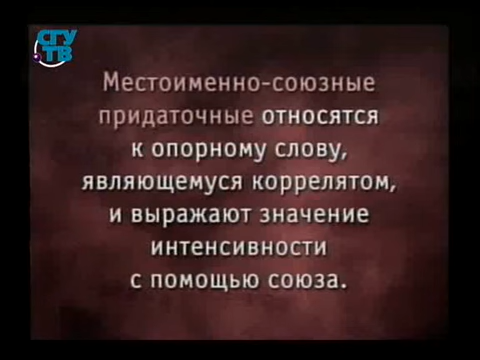 СГУ
ТВ
Местоименно-союзные
придаточные относятся
к опорному слову,
являющемуся коррелятом,
и выражают значение
интенсивности
с помощью союза.